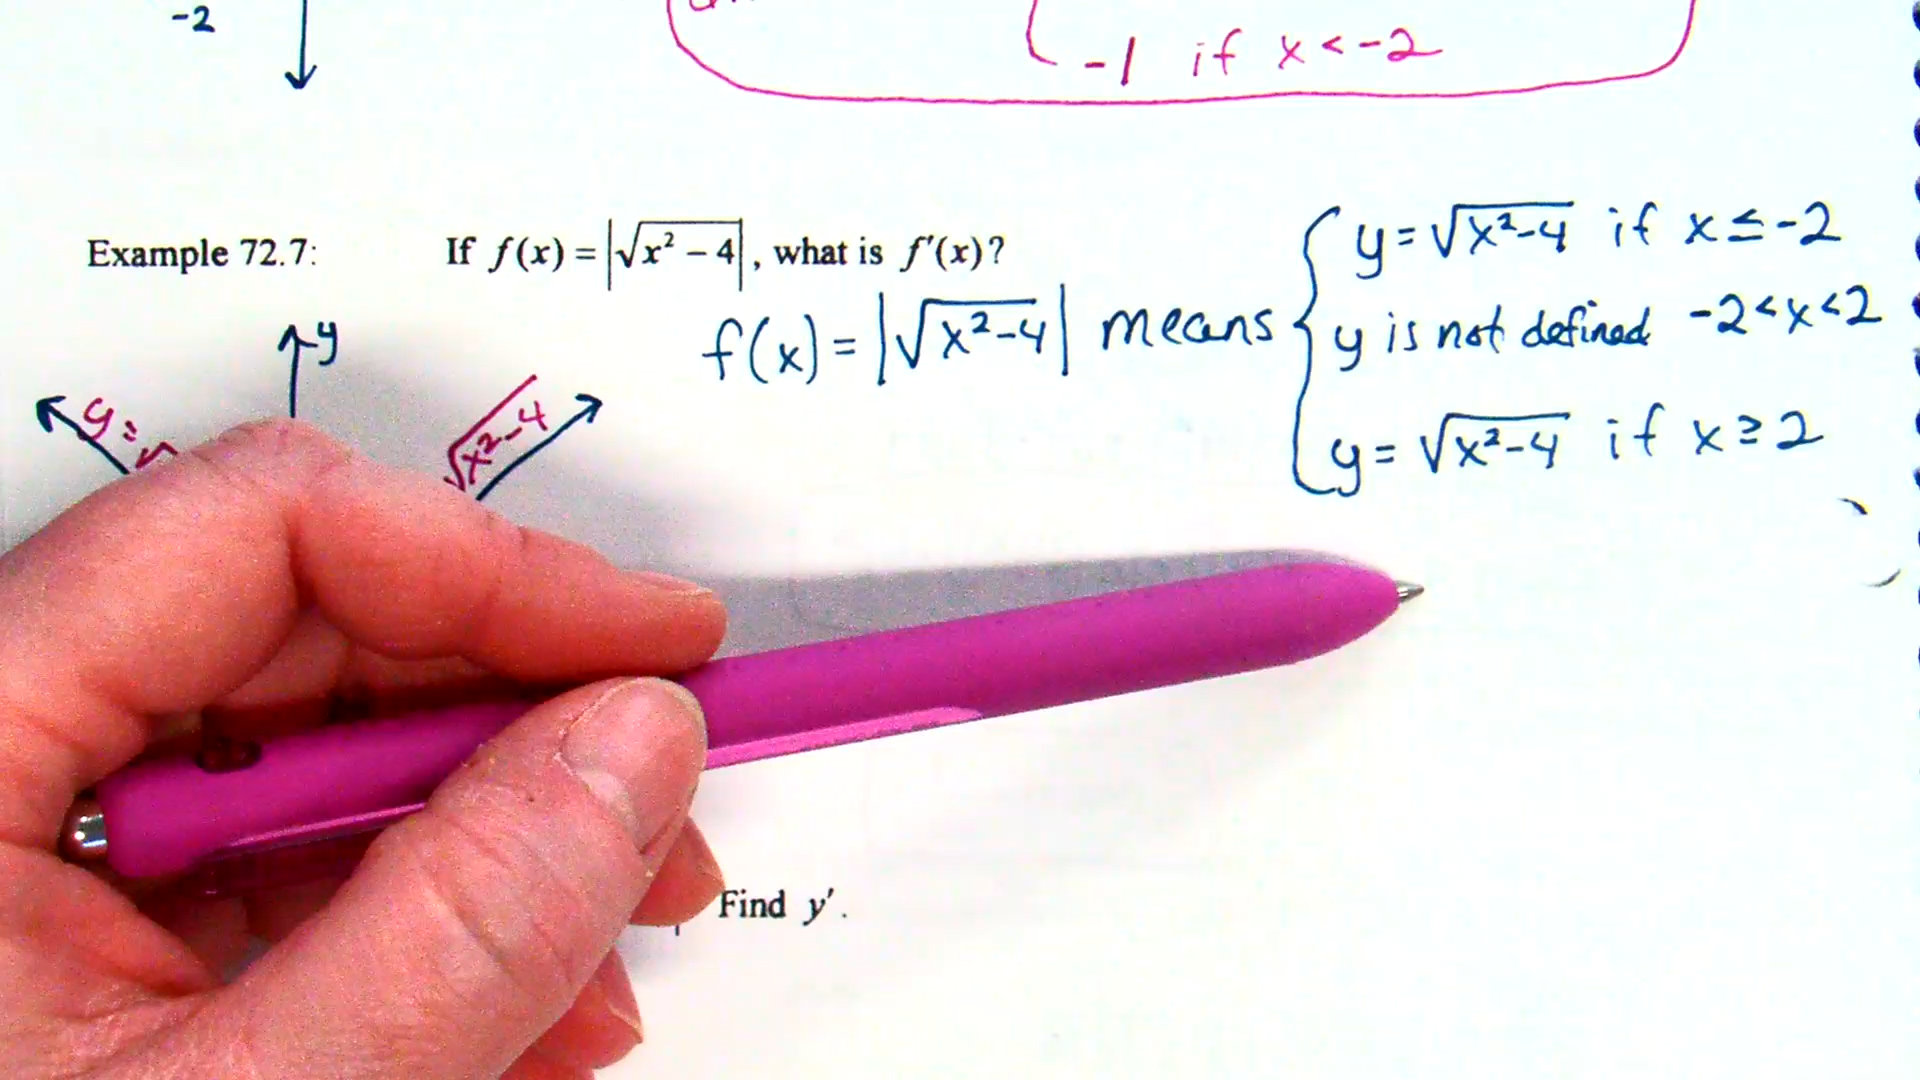 -2
-1 if x < -2
Example 72.7: If f(x) = |√(x² - 4)|, what is f′(x)?
y = √(x²-4) if x ≤ -2
f(x) = |√(x²-4)| means { y is not defined -2 < x < 2
y = √(x²-4) if x ≥ 2
y
y =
√(x²-4)
Find y′.